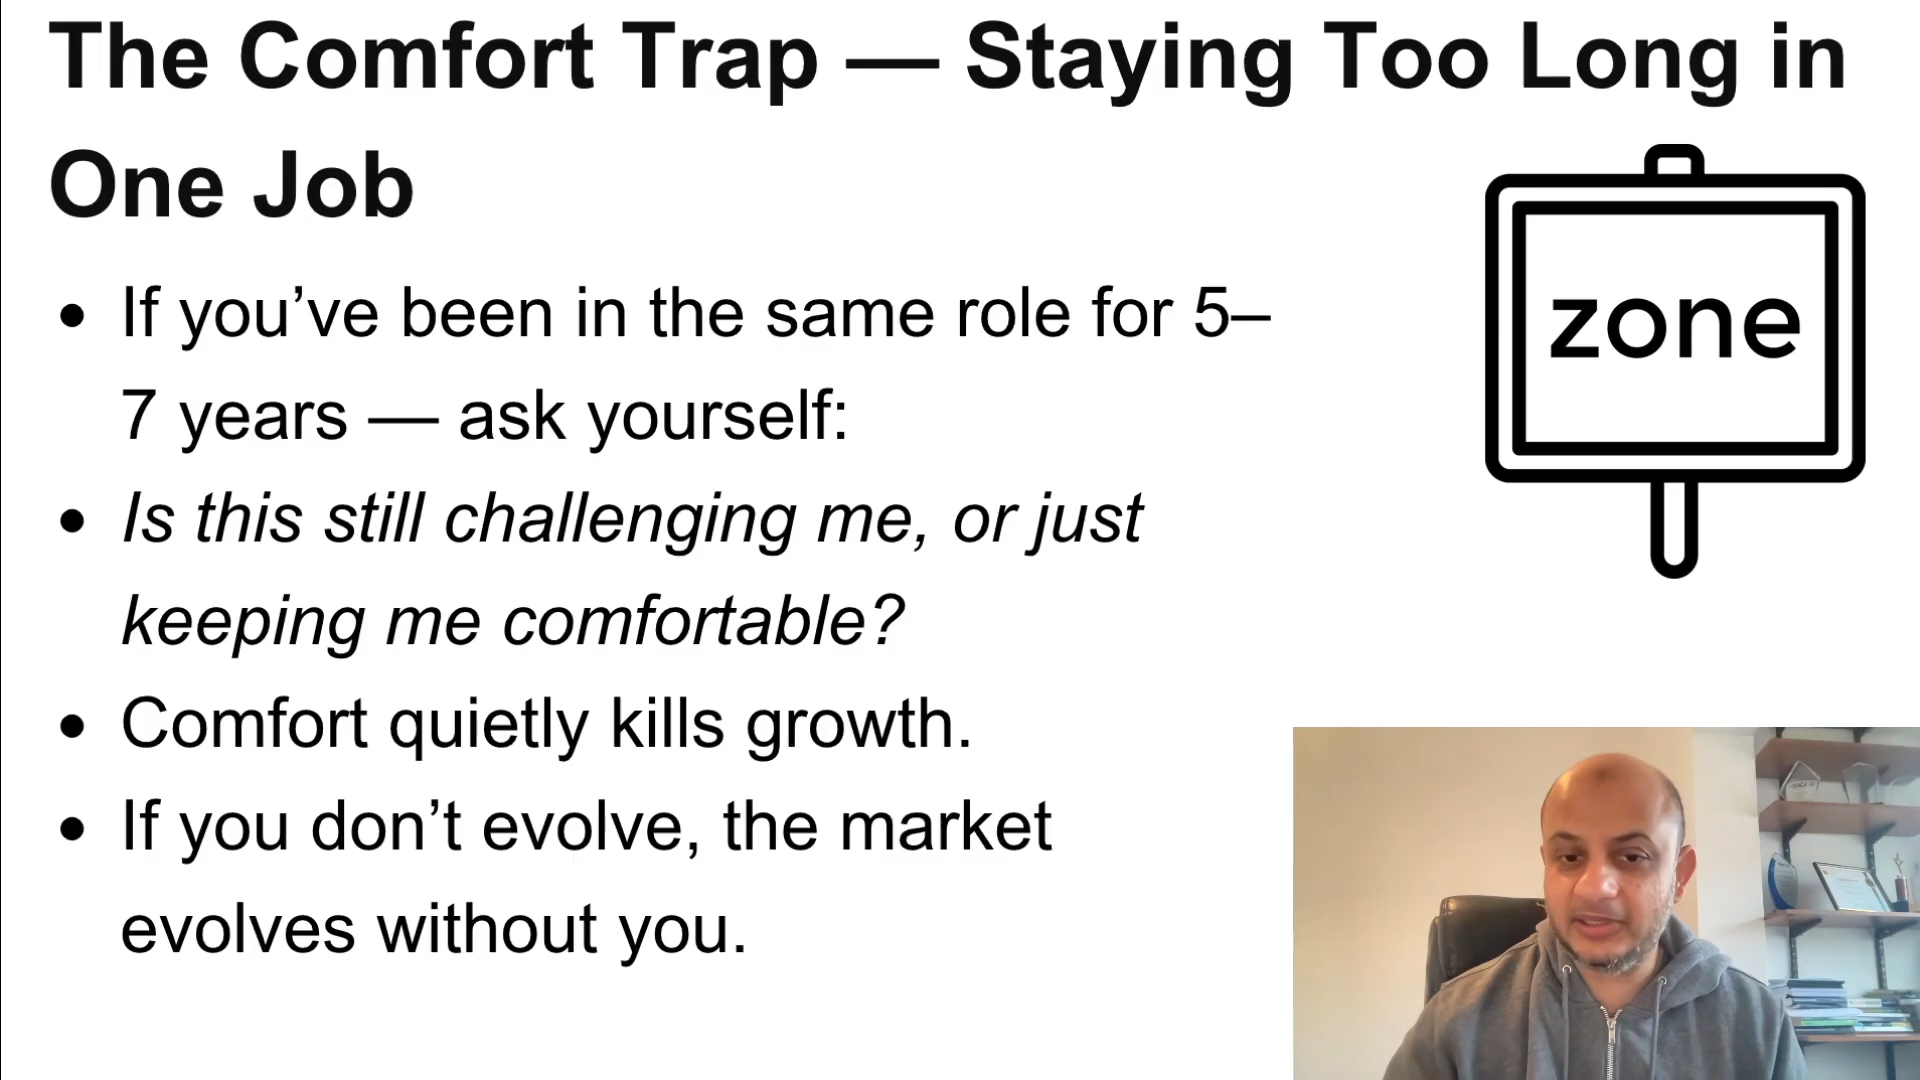 The Comfort Trap — Staying Too Long in
One Job
zone
• If you’ve been in the same role for 5–
7 years — ask yourself:
• Is this still challenging me, or just
keeping me comfortable?
• Comfort quietly kills growth.
• If you don’t evolve, the market
evolves without you.